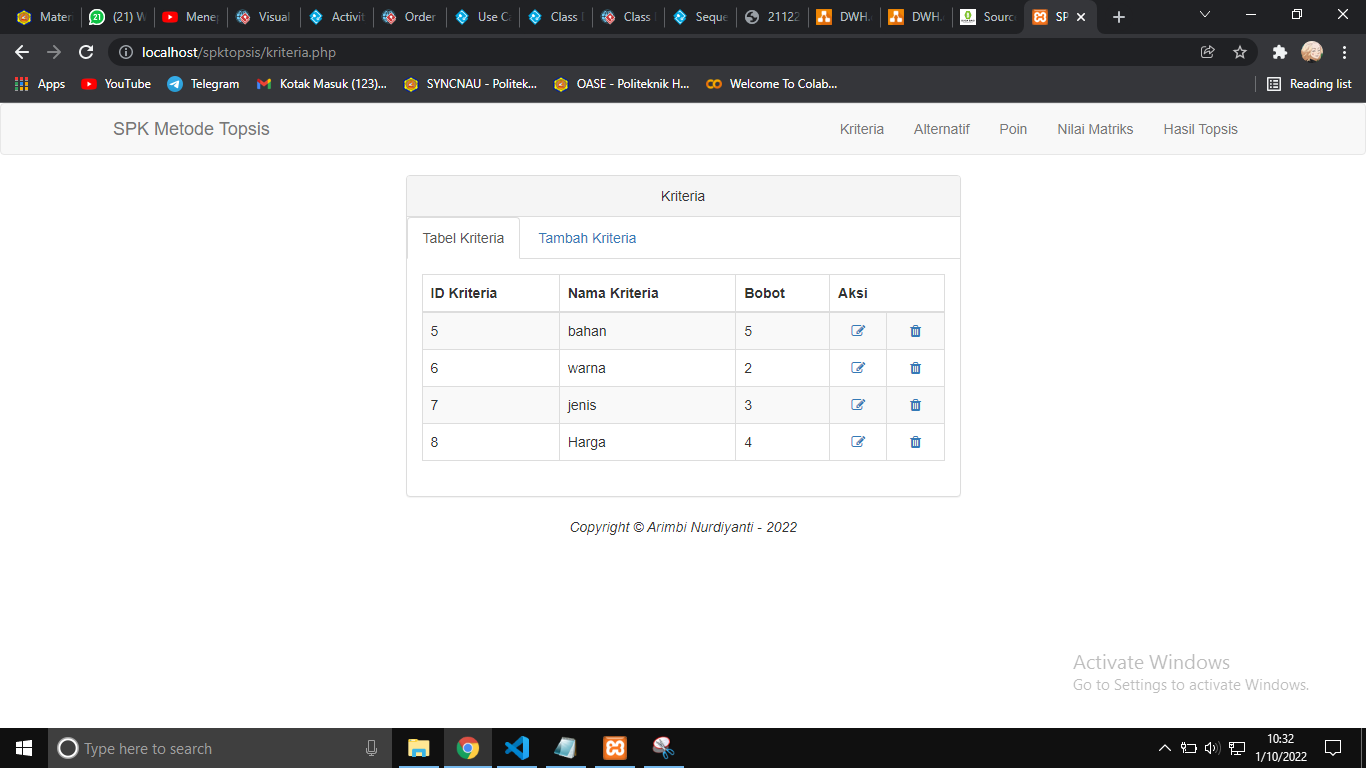 Mater (21) W Mene Visual Activit Order Use C Class Class Seque 21122 DWH. DWH. Sourc SP
localhost/spktopsis/kriteria.php
Apps YouTube Telegram Kotak Masuk (123)... SYNCNAU - Politek... OASE - Politeknik H... Welcome To Colab... Reading list
SPK Metode Topsis Kriteria Alternatif Poin Nilai Matriks Hasil Topsis
Kriteria
Tabel Kriteria Tambah Kriteria
ID Kriteria Nama Kriteria Bobot Aksi
5 bahan 5
6 warna 2
7 jenis 3
8 Harga 4
Copyright © Arimbi Nurdiyanti - 2022
Activate Windows
Go to Settings to activate Windows.
Type here to search
10:32
1/10/2022